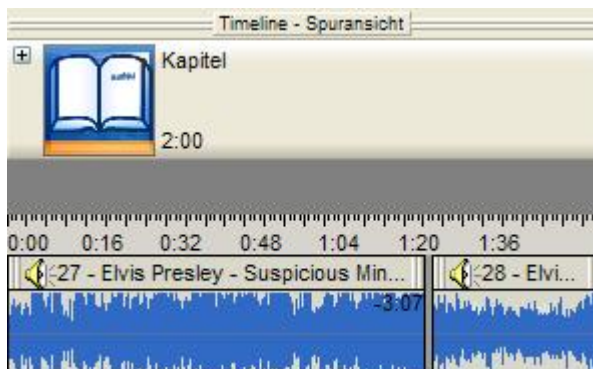 Timeline - Spuransicht
Kapitel
2:00
0:00 0:16 0:32 0:48 1:04 1:20 1:36
27 - Elvis Presley - Suspicious Min... 28 - Elvi...
-3:07